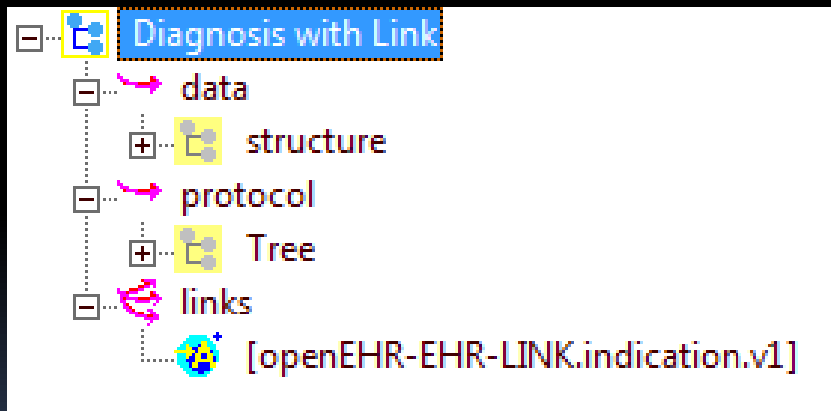 Diagnosis with Link
data
structure
protocol
Tree
links
[openEHR-EHR-LINK.indication.v1]